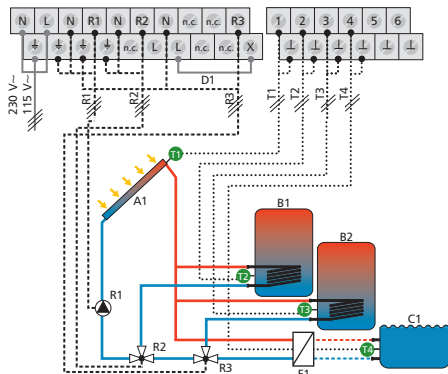 N L N R1 N R2 N n.c. n.c. R3
1 2 3 4 5 6
n.c. L L n.c. n.c. X
D1
230 V~
115 V~
R1
R2
R3
T1
T2
T3
T4
T1
A1
B1
B2
T2
T3
C1
R1
R2
R3
T4
F1